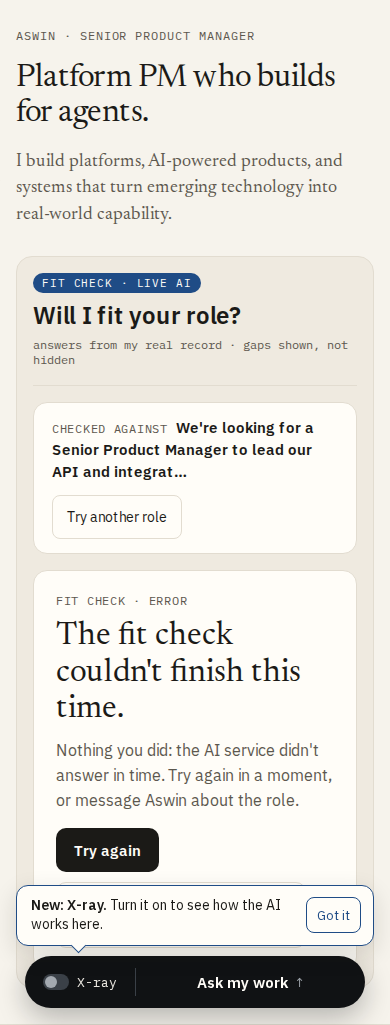 ASWIN · SENIOR PRODUCT MANAGER
Platform PM who builds
for agents.
I build platforms, AI-powered products, and
systems that turn emerging technology into
real-world capability.
FIT CHECK · LIVE AI
Will I fit your role?
answers from my real record · gaps shown, not
hidden
CHECKED AGAINST We're looking for a
Senior Product Manager to lead our
API and integrat...
Try another role
FIT CHECK · ERROR
The fit check
couldn't finish this
time.
Nothing you did: the AI service didn't
answer in time. Try again in a moment,
or message Aswin about the role.
Try again
New: X-ray. Turn it on to see how the AI
works here.
Got it
X-ray
Ask my work ↑